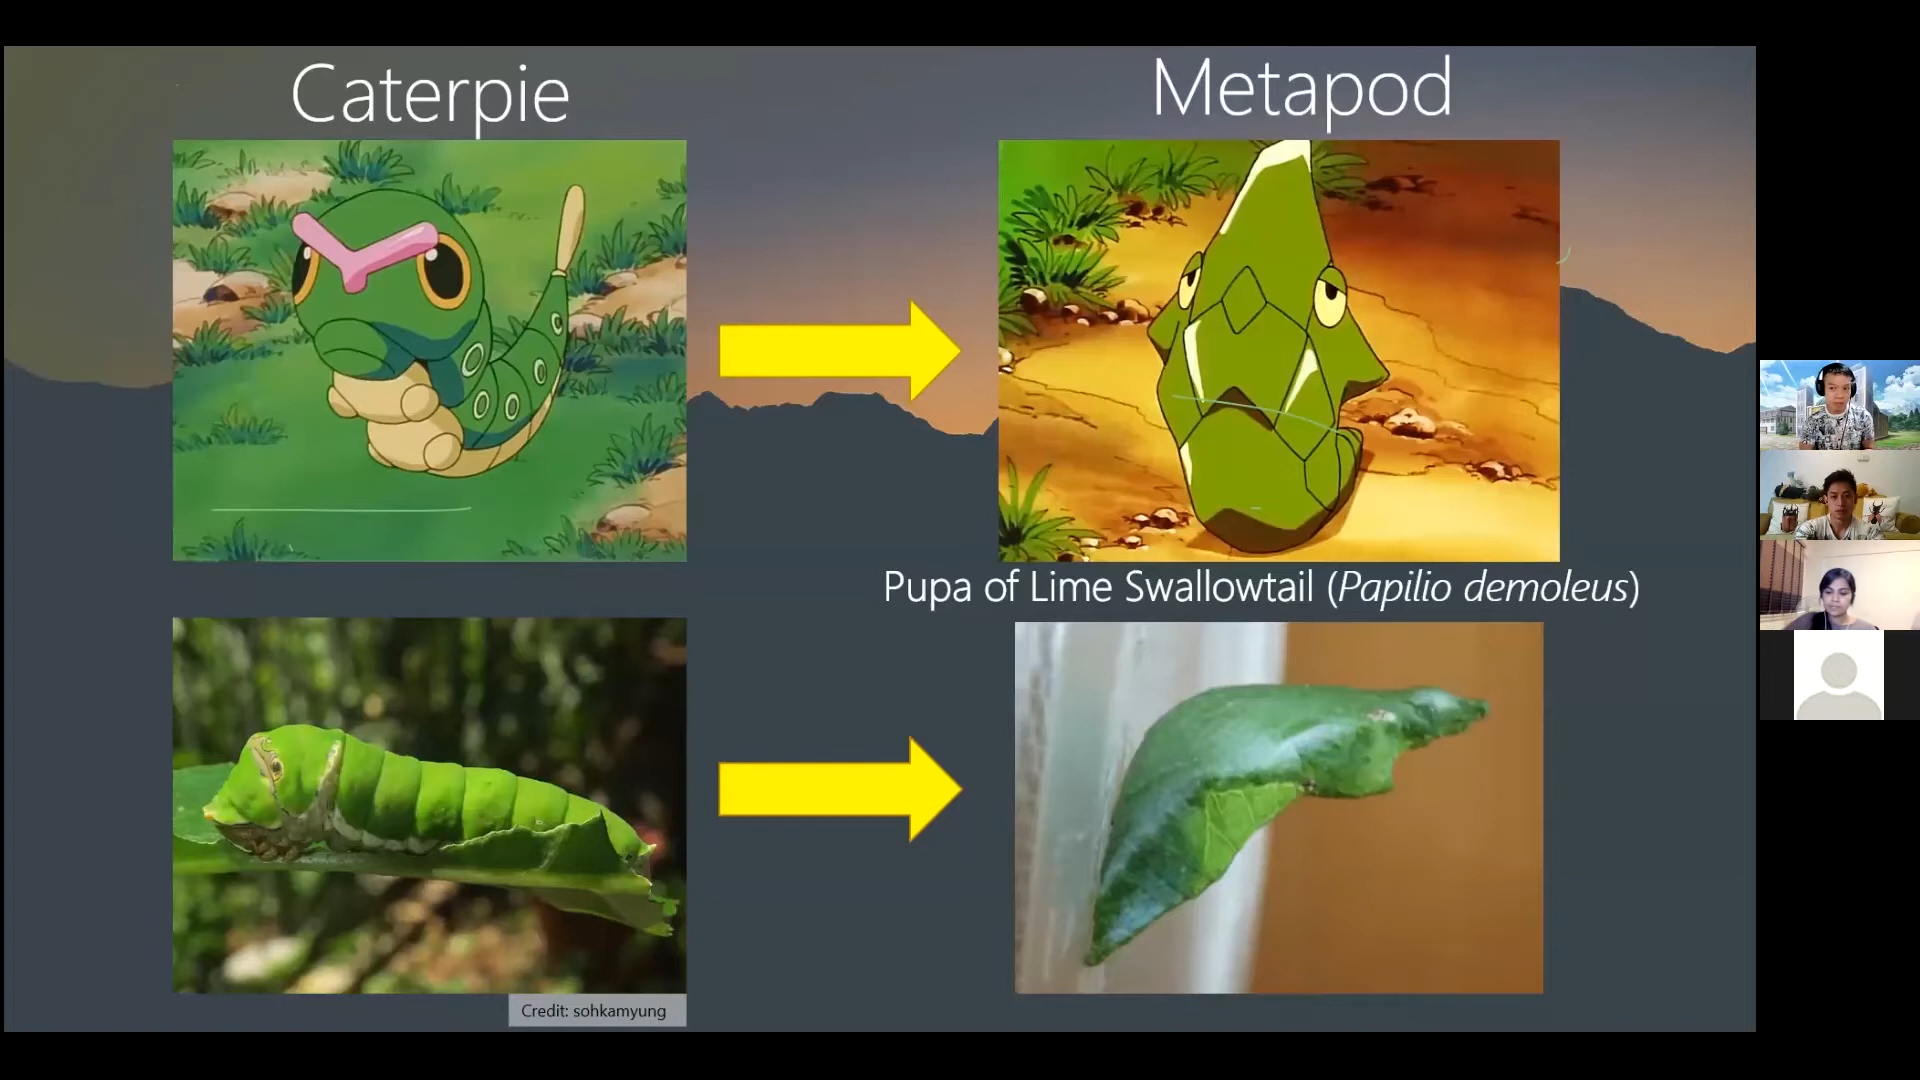 Caterpie
Metapod
Pupa of Lime Swallowtail (Papilio demoleus)
Credit: sohkamyung